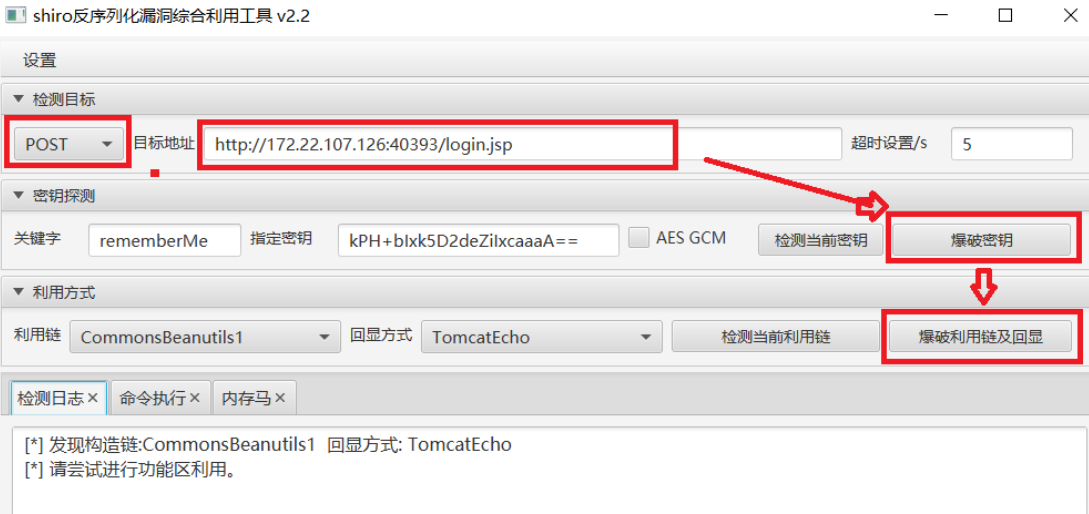 shiro反序列化漏洞综合利用工具 v2.2
设置
检测目标
POST 目标地址 http://172.22.107.126:40393/login.jsp 超时设置/s 5
密钥探测
关键字 rememberMe 指定密钥 kPH+bIxk5D2deZiIxcaaaA== AES GCM 检测当前密钥 爆破密钥
利用方式
利用链 CommonsBeanutils1 回显方式 TomcatEcho 检测当前利用链 爆破利用链及回显
检测日志× 命令执行× 内存马×
[*] 发现构造链:CommonsBeanutils1 回显方式: TomcatEcho
[*] 请尝试进行功能区利用。